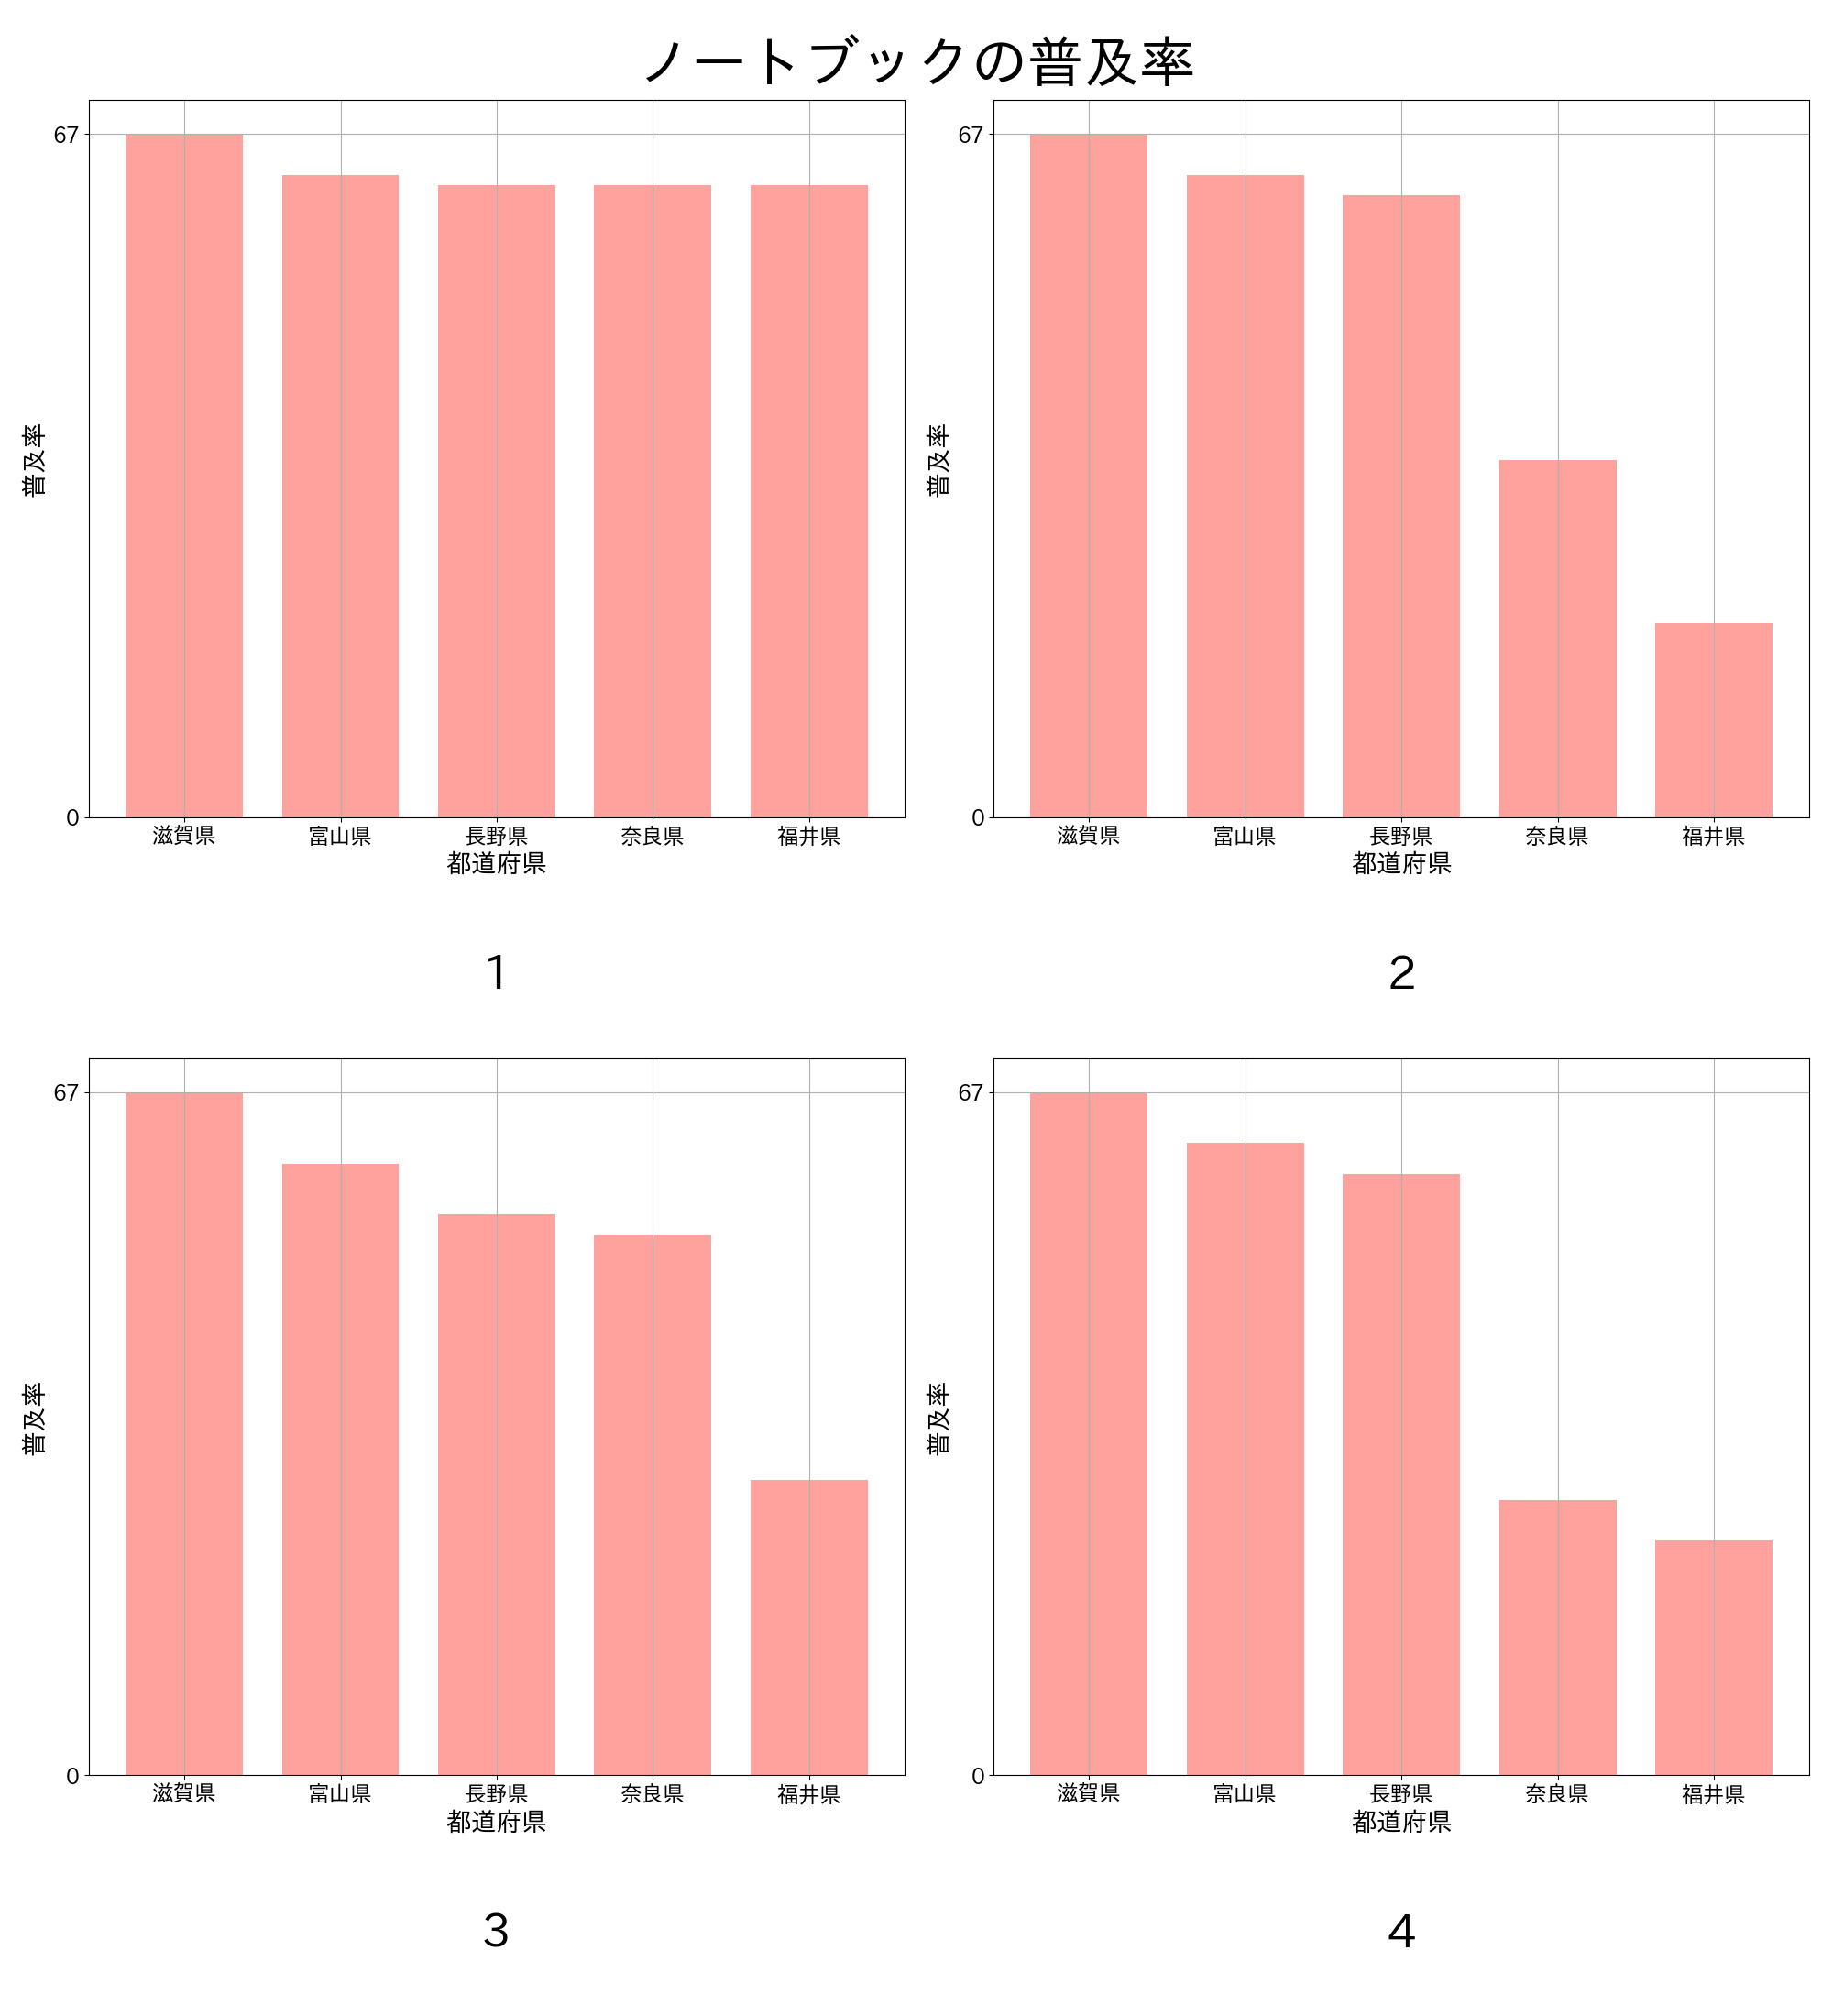 ノートブックの普及率
67
0
普及率
滋賀県 富山県 長野県 奈良県 福井県
都道府県
1
67
0
普及率
滋賀県 富山県 長野県 奈良県 福井県
都道府県
2
67
0
普及率
滋賀県 富山県 長野県 奈良県 福井県
都道府県
3
67
0
普及率
滋賀県 富山県 長野県 奈良県 福井県
都道府県
4